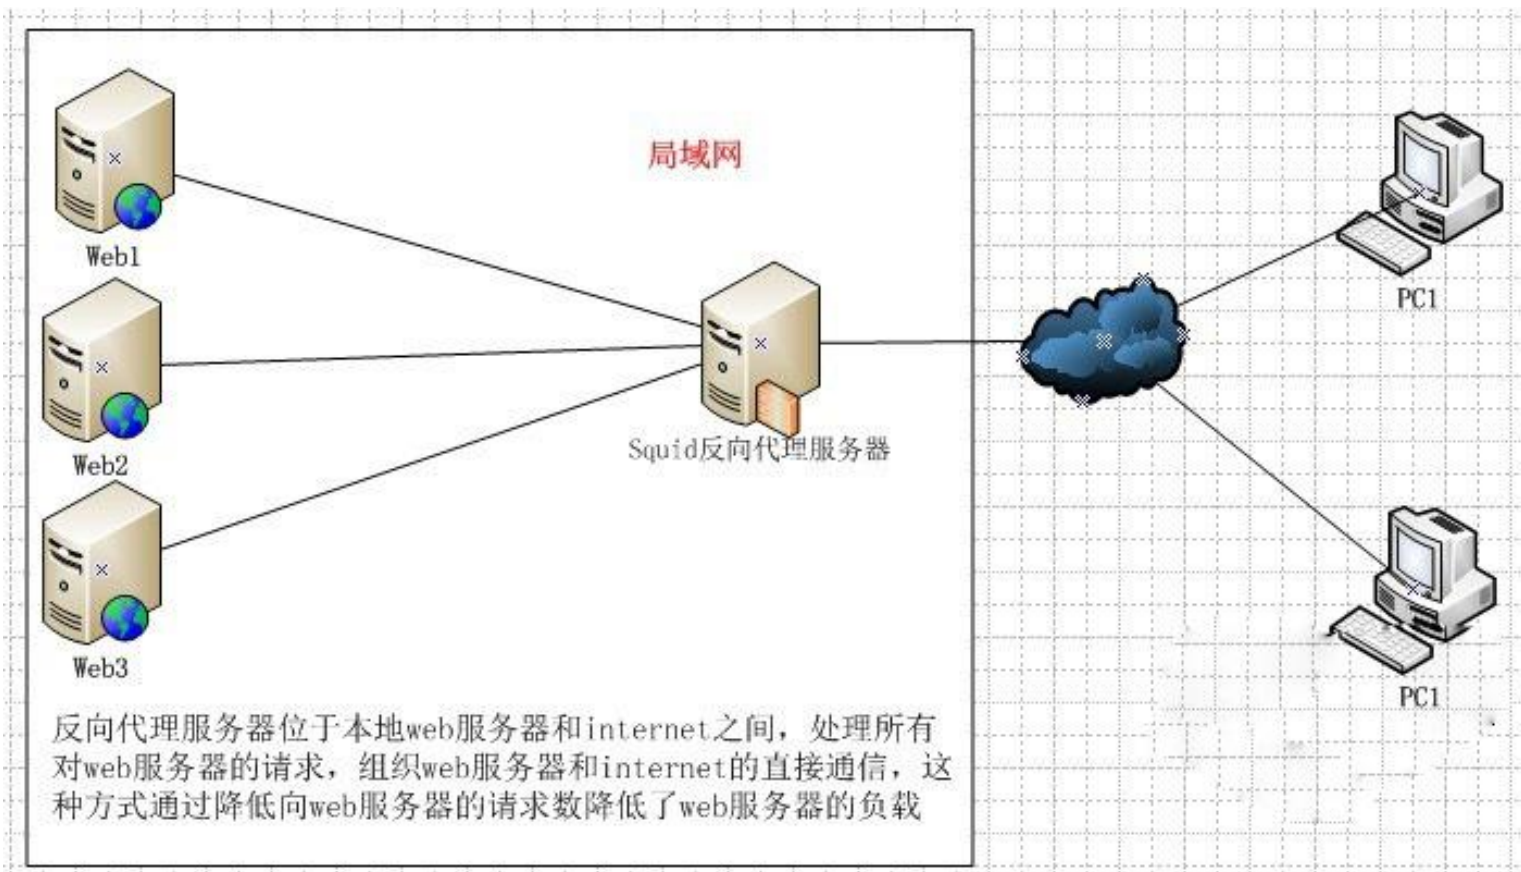 局域网
Web1
PC1
Squid反向代理服务器
Web2
Web3
PC1
反向代理服务器位于本地web服务器和internet之间，处理所有
对web服务器的请求，组织web服务器和internet的直接通信，这
种方式通过降低向web服务器的请求数降低了web服务器的负载